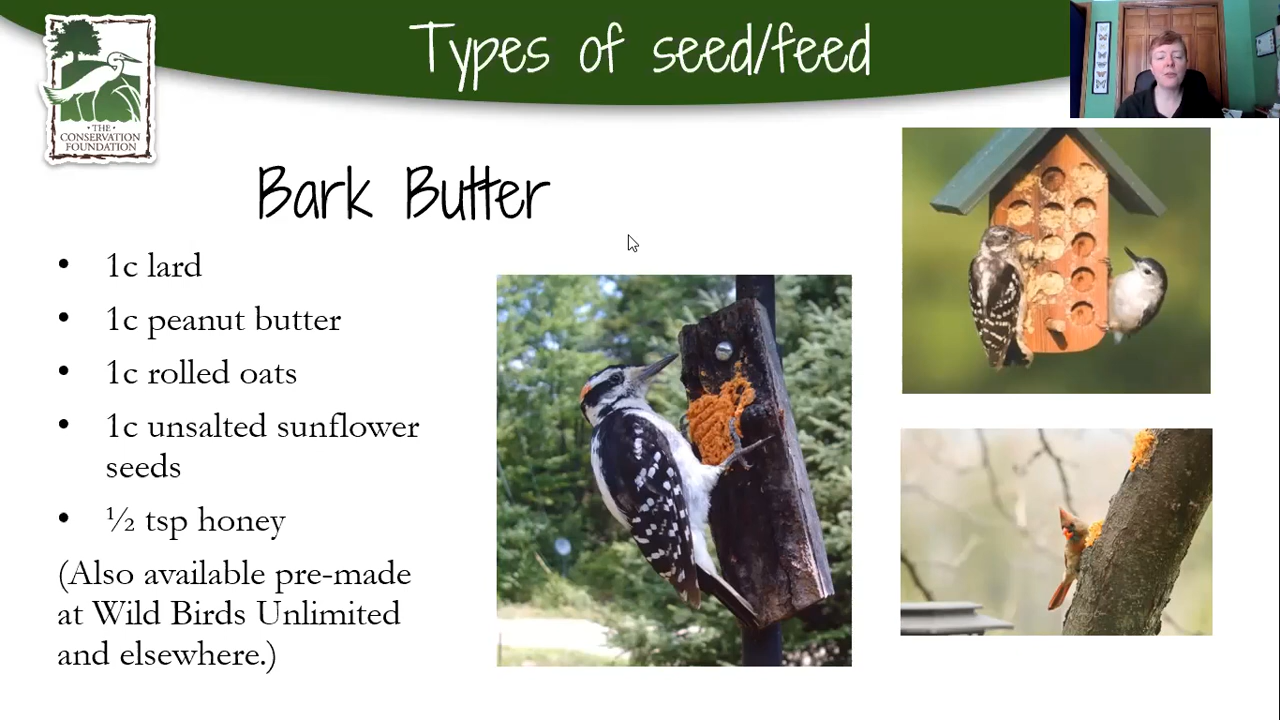 Types of seed/feed
• THE •
CONSERVATION
FOUNDATION
Bark Butter
• 1c lard
• 1c peanut butter
• 1c rolled oats
• 1c unsalted sunflower
seeds
• ½ tsp honey
(Also available pre-made
at Wild Birds Unlimited
and elsewhere.)